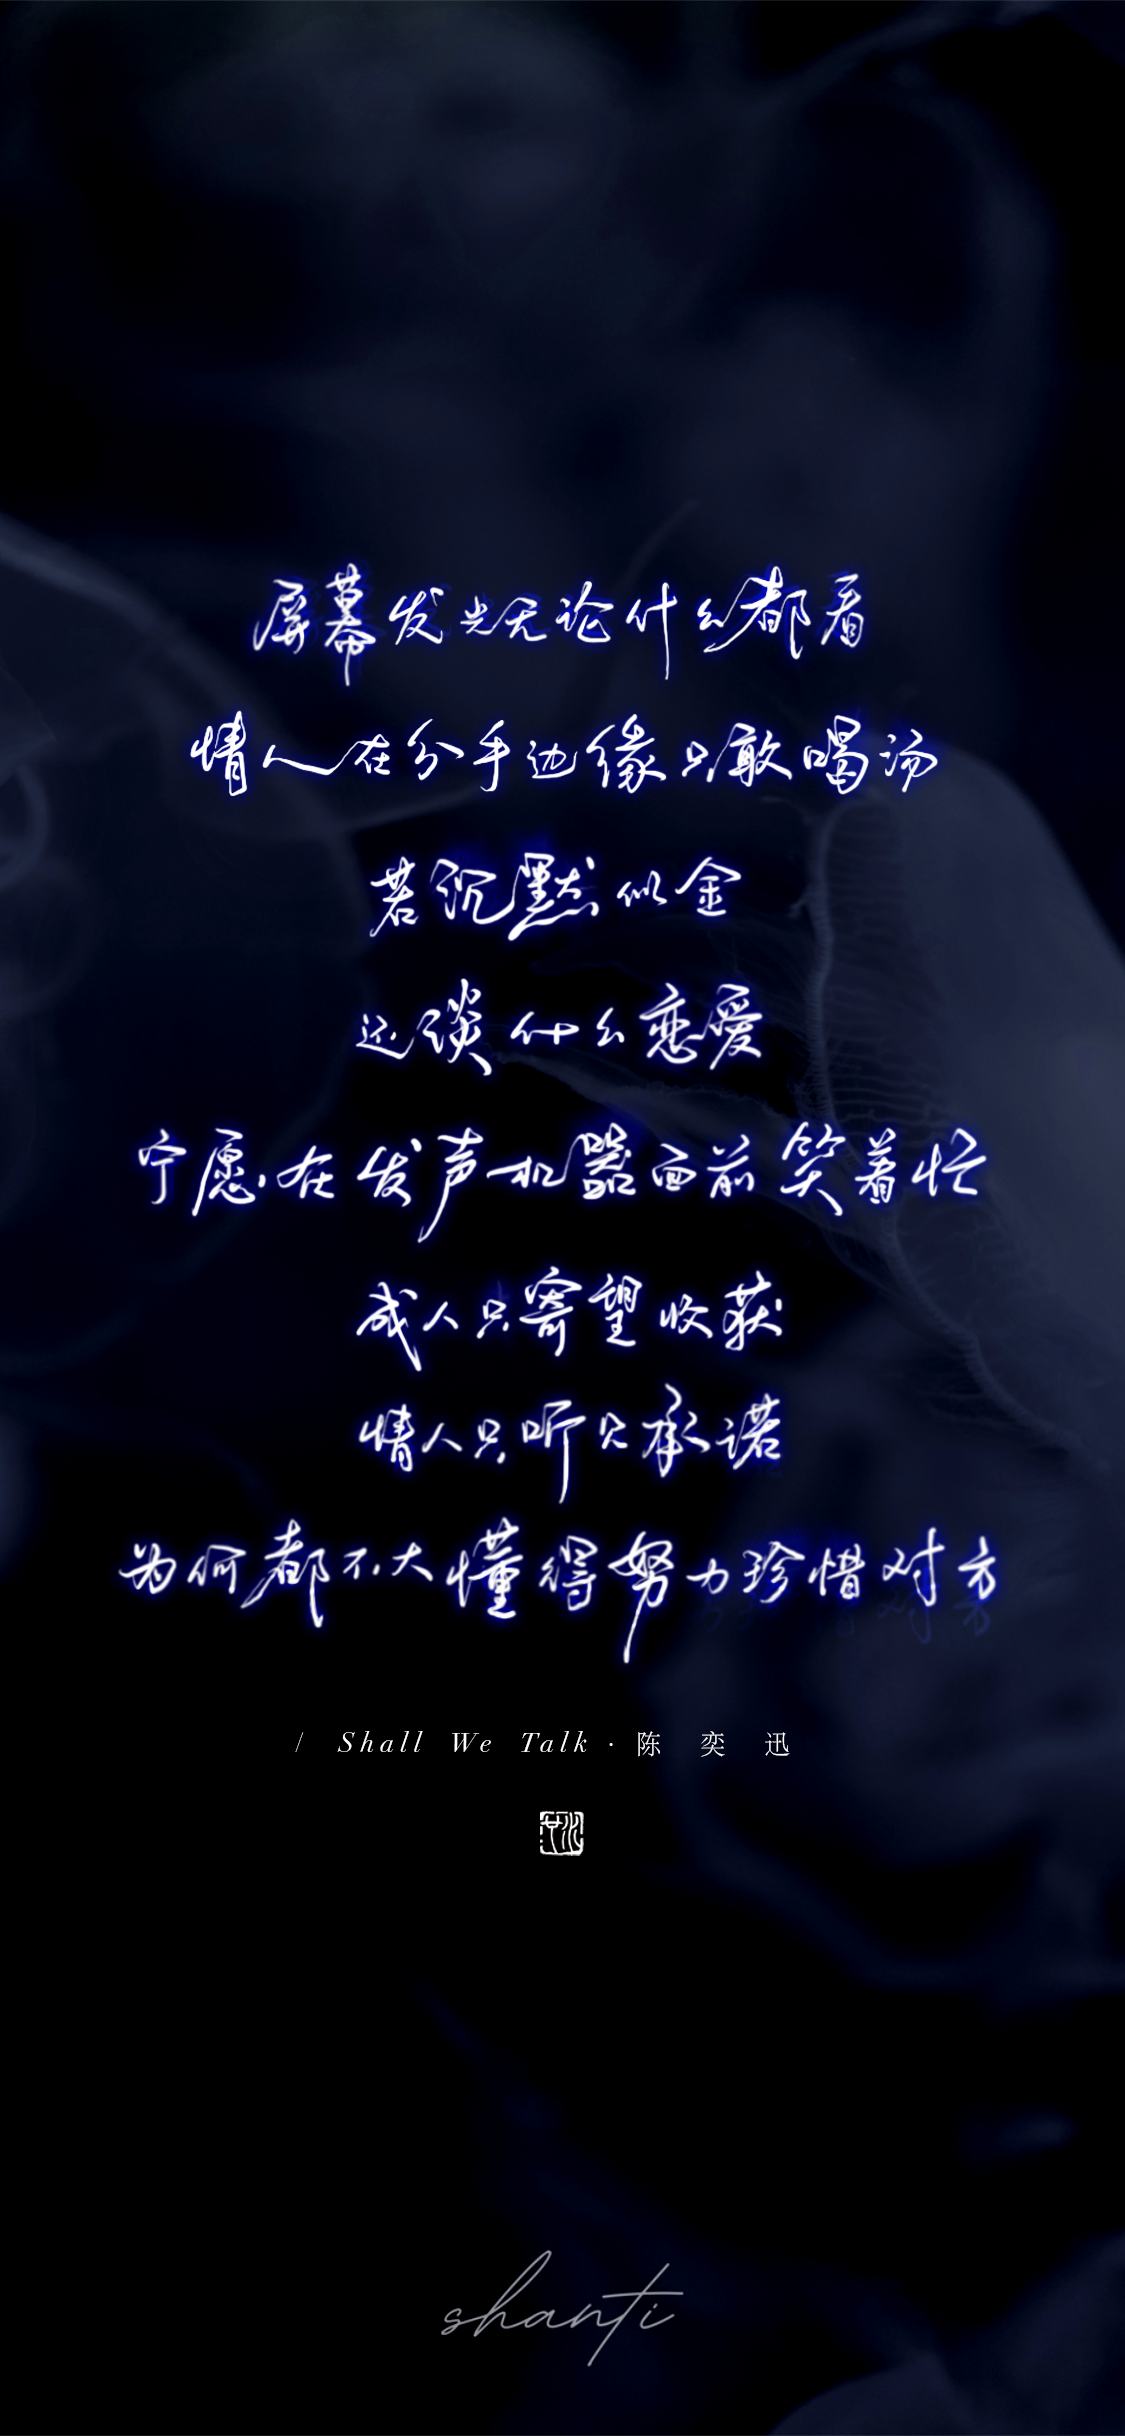 屏幕发光无论什么都看
情人在分手边缘只敢喝汤
若沉默似金
还谈什么恋爱
宁愿在发声机器面前笑着忙
成人只寄望收获
情人只听见承诺
为何都不大懂得努力珍惜对方
/ Shall We Talk · 陈 奕 迅
shanti